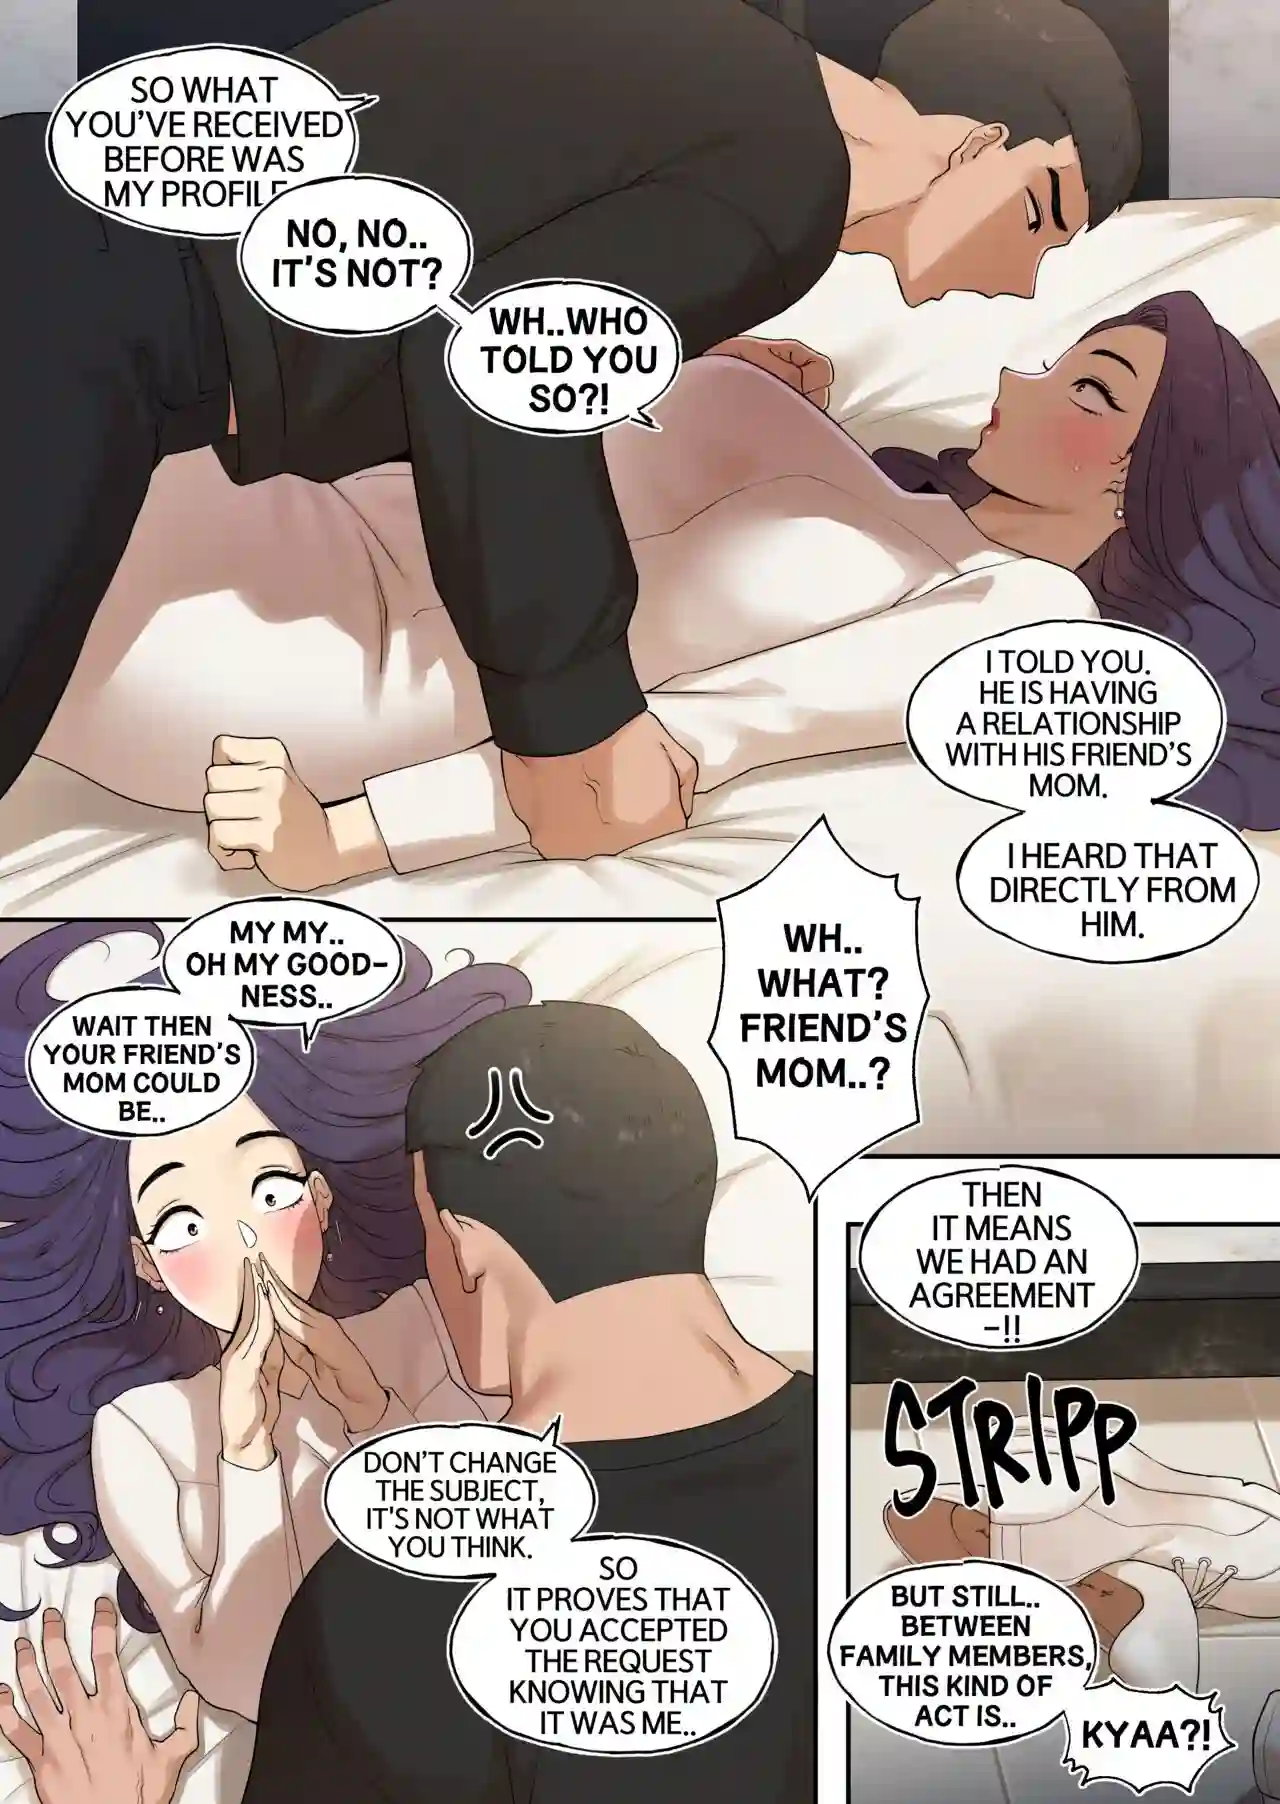 SO WHAT
YOU'VE RECEIVED
BEFORE WAS
MY PROFILE
NO, NO..
IT'S NOT?
WH..WHO
TOLD YOU
SO?!
I TOLD YOU.
HE IS HAVING
A RELATIONSHIP
WITH HIS FRIEND'S
MOM.
I HEARD THAT
DIRECTLY FROM
HIM.
WH..
WHAT?
FRIEND'S
MOM..?
MY MY..
OH MY GOOD-
NESS..
WAIT THEN
YOUR FRIEND'S
MOM COULD
BE..
DON'T CHANGE
THE SUBJECT,
IT'S NOT WHAT
YOU THINK.
SO
IT PROVES THAT
YOU ACCEPTED
THE REQUEST
KNOWING THAT
IT WAS ME..
THEN
IT MEANS
WE HAD AN
AGREEMENT
-!!
STRIPP
BUT STILL..
BETWEEN
FAMILY MEMBERS,
THIS KIND OF
ACT IS..
KYAA?!